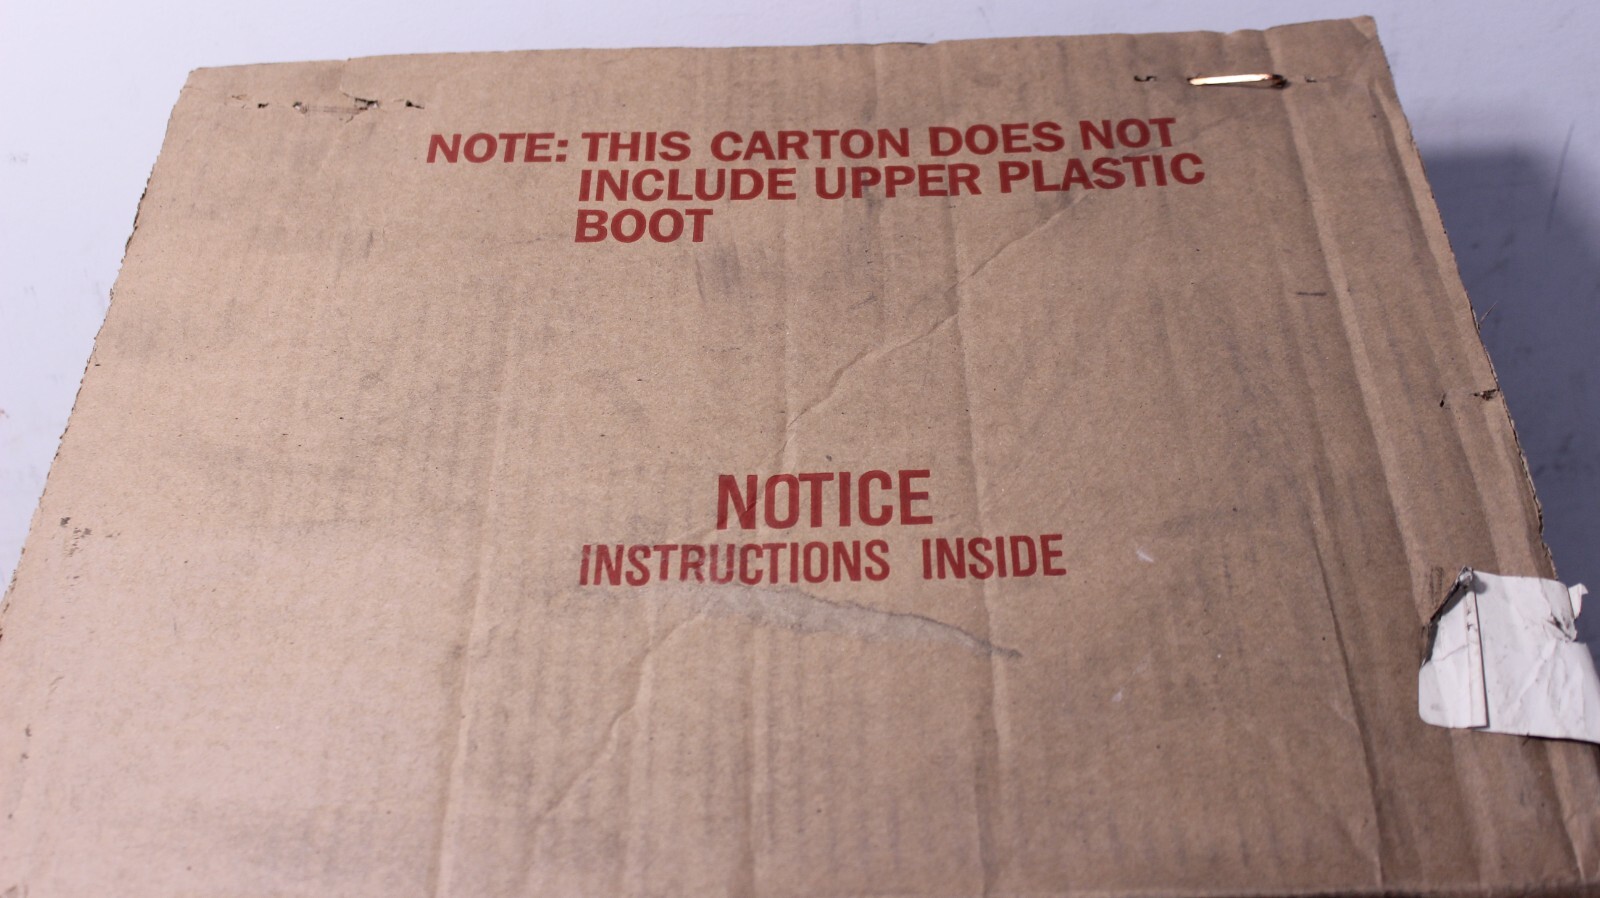 NOTE: THIS CARTON DOES NOT
INCLUDE UPPER PLASTIC
BOOT
NOTICE
INSTRUCTIONS INSIDE